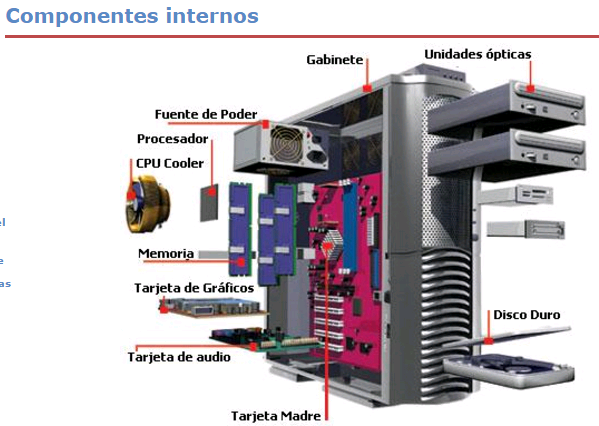 Componentes internos
Unidades ópticas
Gabinete
Fuente de Poder
Procesador
CPU Cooler
Memoria
Tarjeta de Gráficos
Disco Duro
Tarjeta de audio
Tarjeta Madre